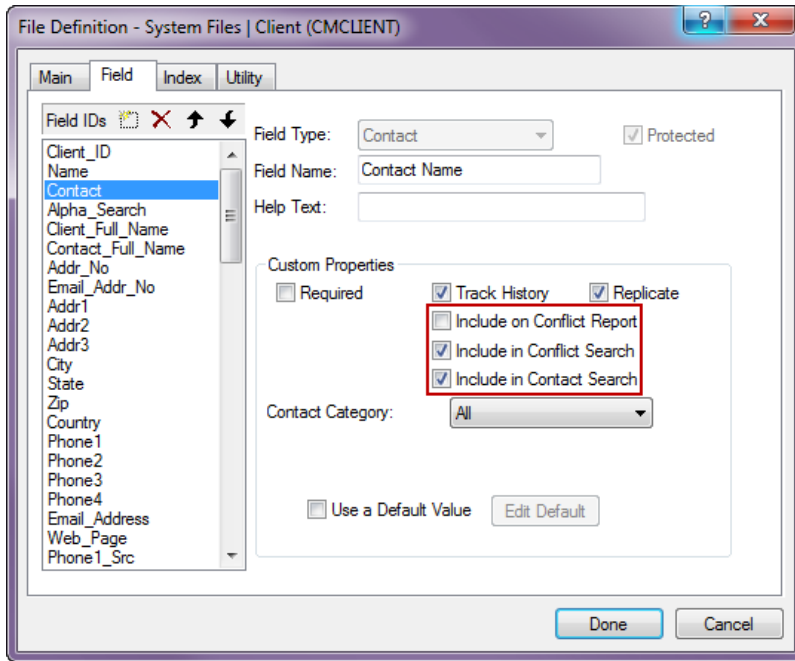 File Definition - System Files | Client (CMCLIENT)
Main Field Index Utility
Field IDs
Client_ID
Name
Contact
Alpha_Search
Client_Full_Name
Contact_Full_Name
Addr_No
Email_Addr_No
Addr1
Addr2
Addr3
City
State
Zip
Country
Phone1
Phone2
Phone3
Phone4
Email_Address
Web_Page
Phone1_Src
Field Type: Contact Protected
Field Name: Contact Name
Help Text:
Custom Properties
Required Track History Replicate
Include on Conflict Report
Include in Conflict Search
Include in Contact Search
Contact Category: All
Use a Default Value Edit Default
Done Cancel